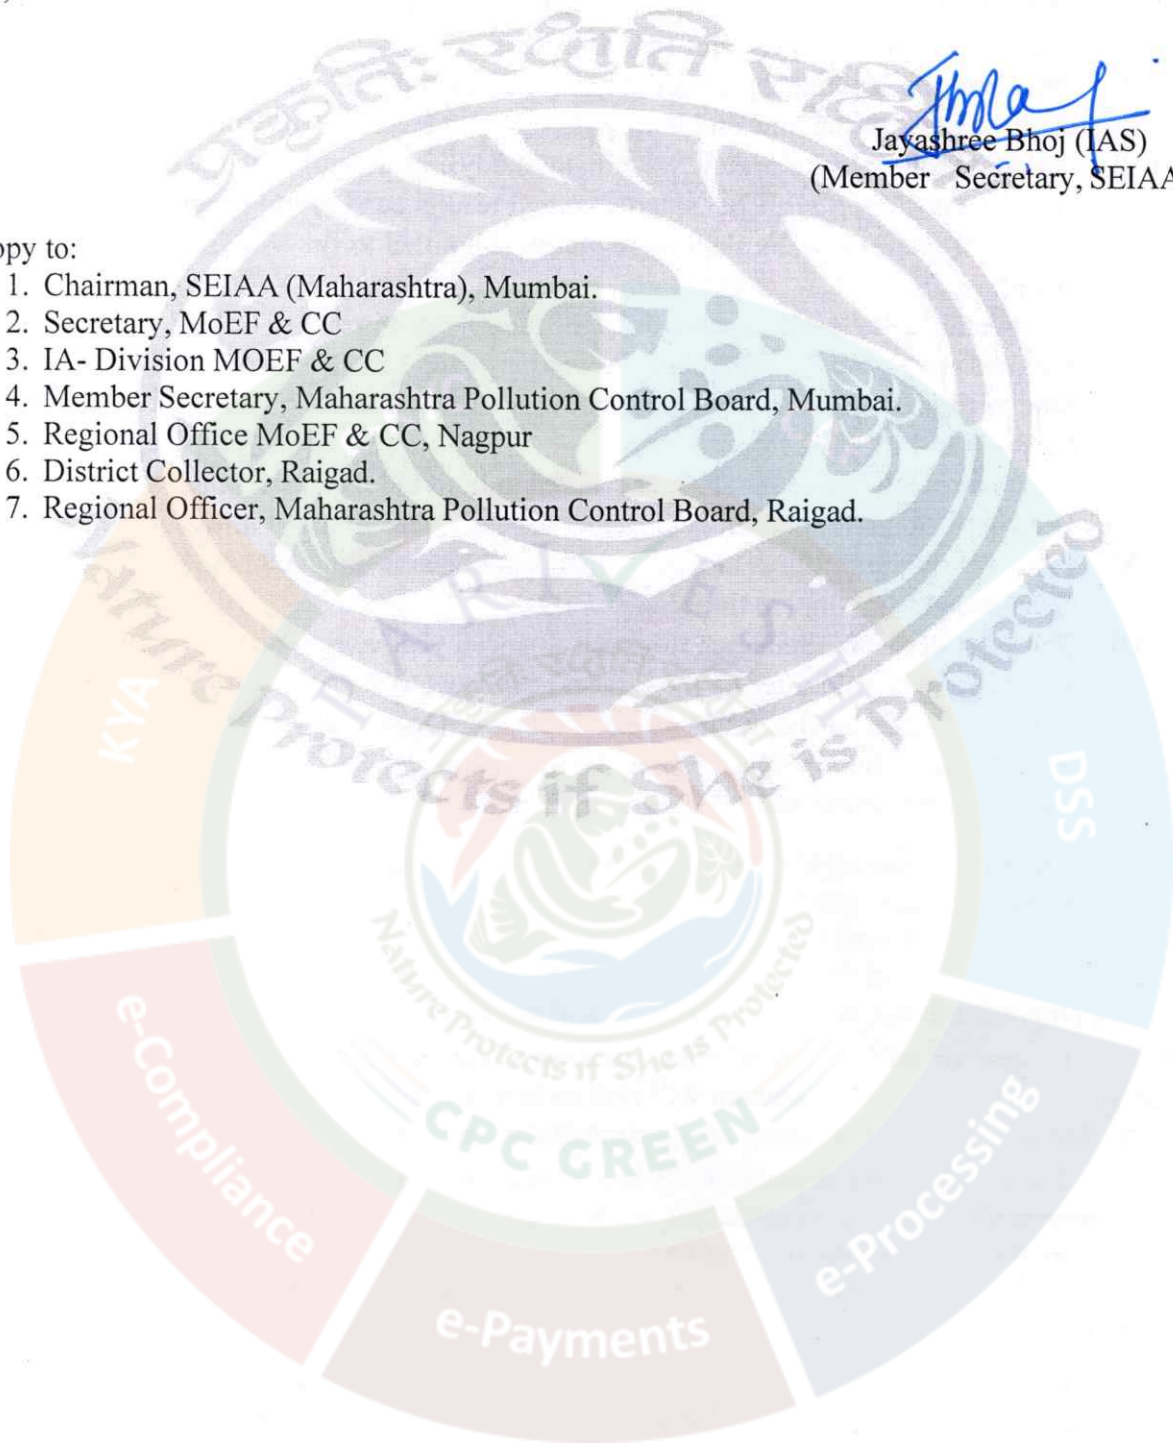 प्रकृतिः रक्षति
Jayashree Bhoj (IAS)
(Member Secretary, SEIAA
opy to:
1. Chairman, SEIAA (Maharashtra), Mumbai.
2. Secretary, MoEF & CC
3. IA- Division MOEF & CC
4. Member Secretary, Maharashtra Pollution Control Board, Mumbai.
5. Regional Office MoEF & CC, Nagpur
6. District Collector, Raigad.
7. Regional Officer, Maharashtra Pollution Control Board, Raigad.
PARIVESH
Nature Protects if She is Protected
KYA
DSS
Nature Protects if She is Protected
CPC GREEN
e-Compliance
e-Processing
e-Payments